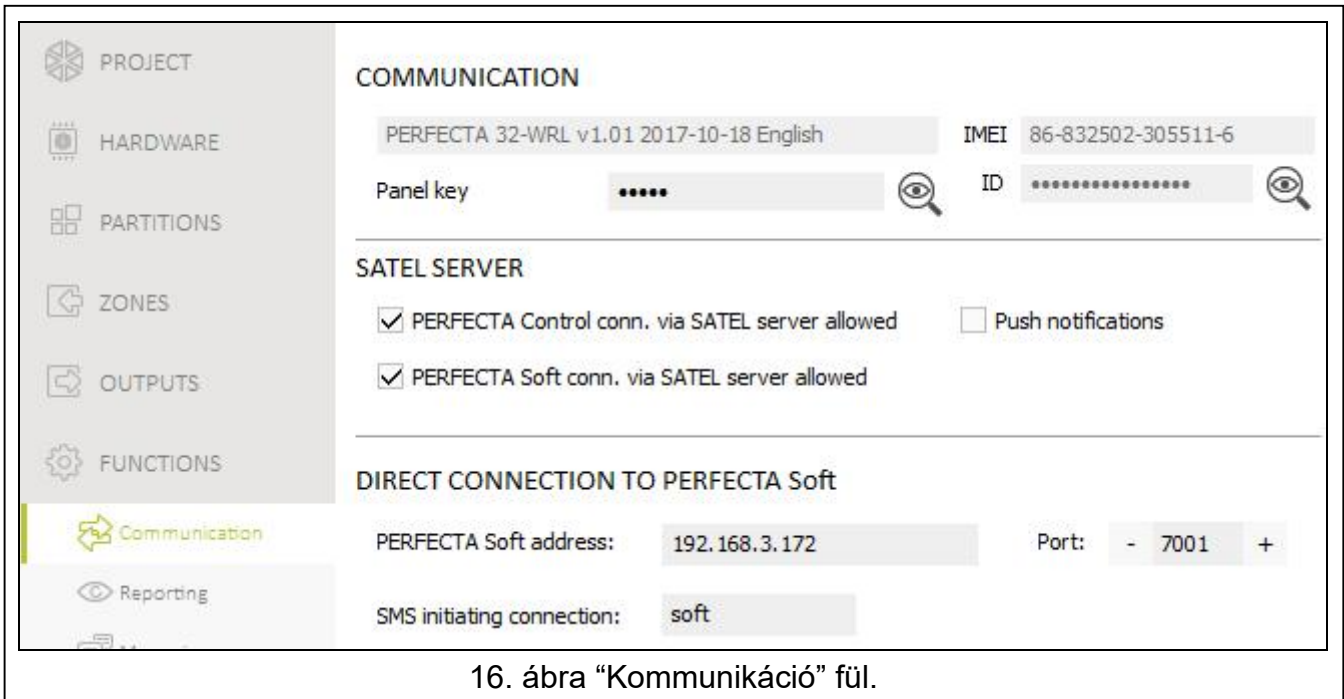 PROJECT
HARDWARE
PARTITIONS
ZONES
OUTPUTS
FUNCTIONS
Communication
Reporting
COMMUNICATION
PERFECTA 32-WRL v1.01 2017-10-18 English IMEI 86-832502-305511-6
Panel key ••••• ID ••••••••••••••••
SATEL SERVER
PERFECTA Control conn. via SATEL server allowed Push notifications
PERFECTA Soft conn. via SATEL server allowed
DIRECT CONNECTION TO PERFECTA Soft
PERFECTA Soft address: 192.168.3.172 Port: - 7001 +
SMS initiating connection: soft
16. ábra “Kommunikáció” fül.